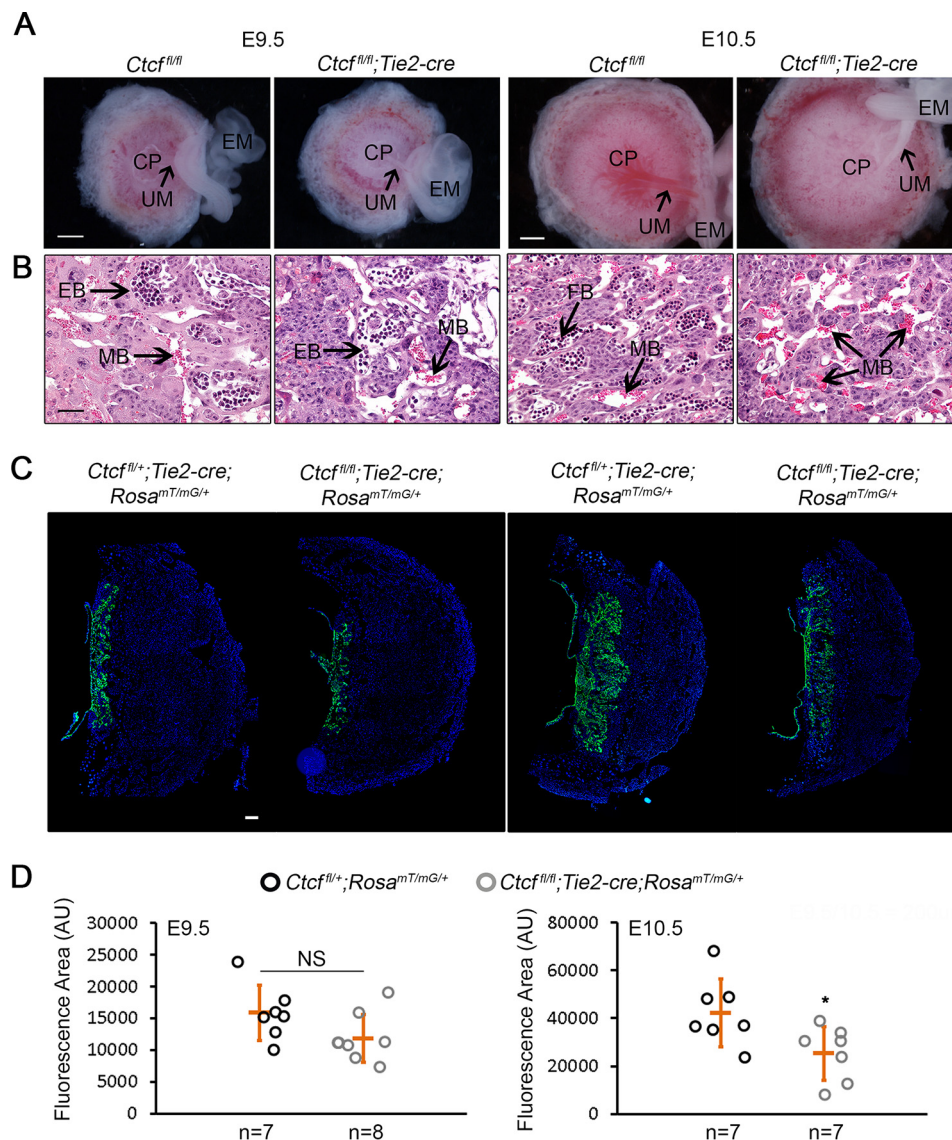 A
E9.5 E10.5
Ctcf fl/fl Ctcf fl/fl;Tie2-cre Ctcf fl/fl Ctcf fl/fl;Tie2-cre
CP EM UM
CP EM UM
CP UM EM
EM CP UM
B
EB MB
MB EB
FB MB
MB
C
Ctcf fl/+;Tie2-cre; Ctcf fl/fl;Tie2-cre; Ctcf fl/+;Tie2-cre; Ctcf fl/fl;Tie2-cre;
Rosa mT/mG/+ Rosa mT/mG/+ Rosa mT/mG/+ Rosa mT/mG/+
D
Ctcf fl/+;Rosa mT/mG/+ Ctcf fl/fl;Tie2-cre;Rosa mT/mG/+
Fluorescence Area (AU)
30000
25000
20000
15000
10000
5000
0
E9.5
NS
n=7 n=8
Fluorescence Area (AU)
80000
60000
40000
20000
0
E10.5
*
n=7 n=7